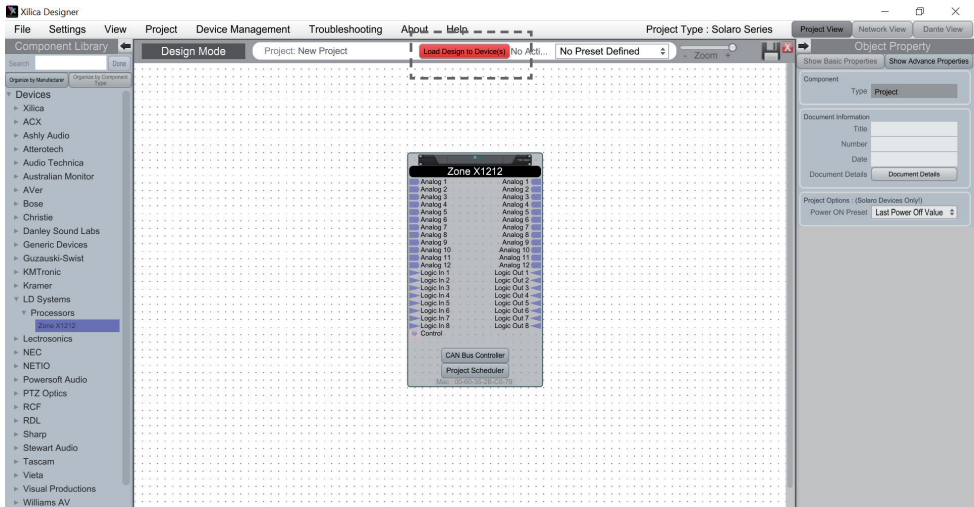 Xilica Designer
File Settings View Project Device Management Troubleshooting About Help Project Type : Solaro Series Project View Network View Dante View
Component Library
Design Mode Project: New Project Load Design to Device(s) No Acti... No Preset Defined - Zoom +
Object Property
Search Done
Show Basic Properties Show Advance Properties
Organize by Manufacturer Organize by Component Type
Devices
Xilica
ACX
Ashly Audio
Atterotech
Audio Technica
Australian Monitor
AVer
Bose
Christie
Danley Sound Labs
Generic Devices
Guzauski-Swist
KMTronic
Kramer
LD Systems
Processors
Zone X1212
Lectrosonics
NEC
NETIO
Powersoft Audio
PTZ Optics
RCF
RDL
Sharp
Stewart Audio
Tascam
Vieta
Visual Productions
Williams AV
Zone X1212
Analog 1 Analog 1
Analog 2 Analog 2
Analog 3 Analog 3
Analog 4 Analog 4
Analog 5 Analog 5
Analog 6 Analog 6
Analog 7 Analog 7
Analog 8 Analog 8
Analog 9 Analog 9
Analog 10 Analog 10
Analog 11 Analog 11
Analog 12 Analog 12
Logic In 1 Logic Out 1
Logic In 2 Logic Out 2
Logic In 3 Logic Out 3
Logic In 4 Logic Out 4
Logic In 5 Logic Out 5
Logic In 6 Logic Out 6
Logic In 7 Logic Out 7
Logic In 8 Logic Out 8
Control
CAN Bus Controller
Project Scheduler
Component
Type Project
Document Information
Title
Number
Date
Document Details Document Details
Project Options : (Solaro Devices Only!)
Power ON Preset Last Power Off Value